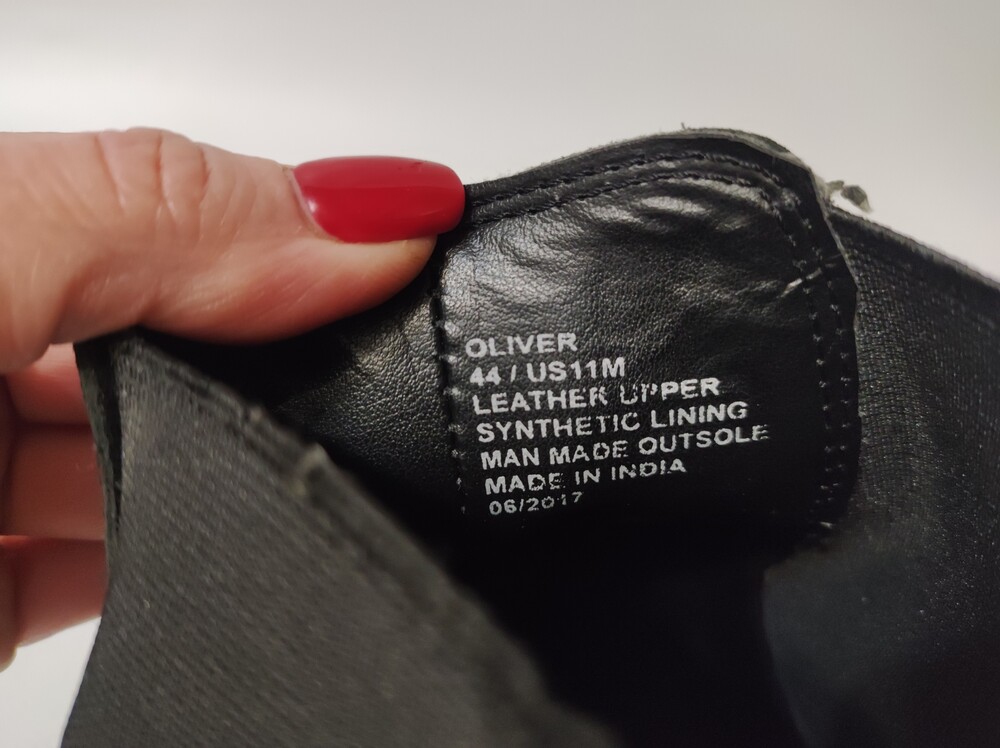 OLIVER
44 / US11M
LEATHER UPPER
SYNTHETIC LINING
MAN MADE OUTSOLE
MADE IN INDIA
06/2017